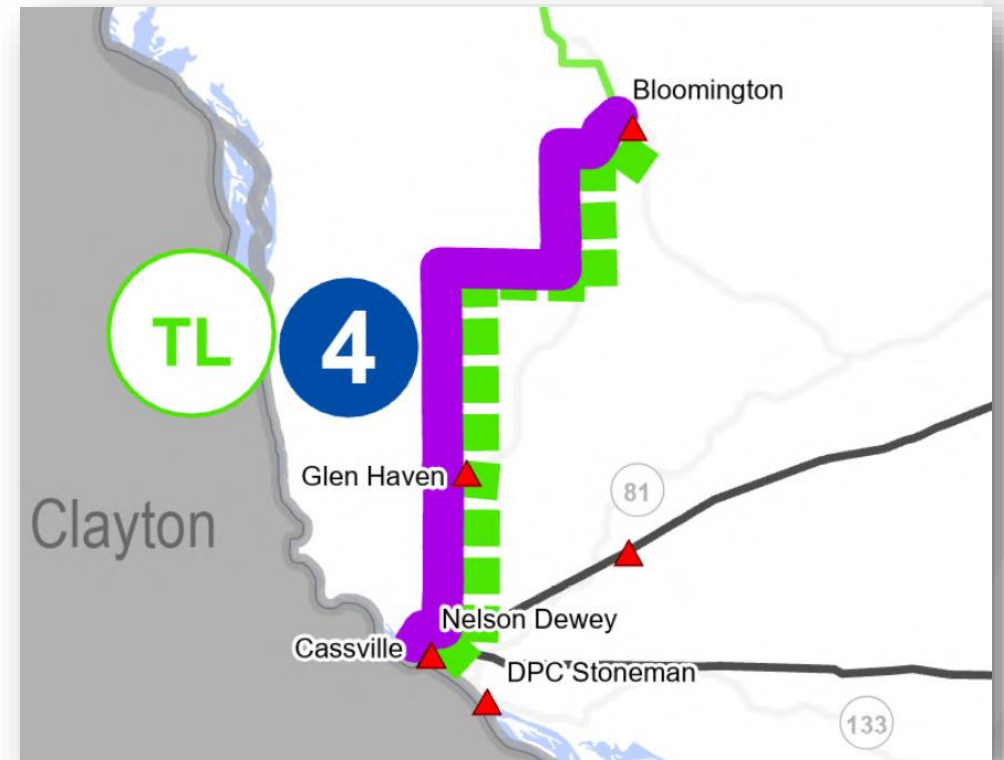 Bloomington
TL
4
Glen Haven
81
Clayton
Nelson Dewey
Cassville
DPC Stoneman
133